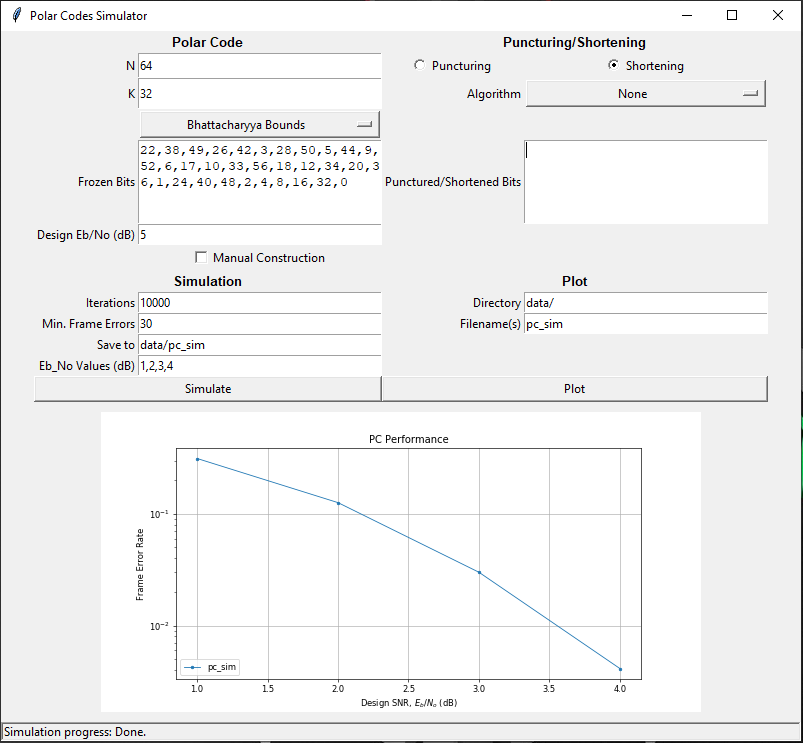 Polar Codes Simulator
Polar Code
Puncturing/Shortening
N 64
Puncturing
Shortening
K 32
Algorithm None
Bhattacharyya Bounds
Frozen Bits
22,38,49,26,42,3,28,50,5,44,9,
52,6,17,10,33,56,18,12,34,20,3
6,1,24,40,48,2,4,8,16,32,0
Punctured/Shortened Bits
Design Eb/No (dB) 5
Manual Construction
Simulation
Plot
Iterations 10000
Directory data/
Min. Frame Errors 30
Filename(s) pc_sim
Save to data/pc_sim
Eb_No Values (dB) 1,2,3,4
Simulate
Plot
PC Performance
Frame Error Rate
10⁻¹
10⁻²
pc_sim
1.0 1.5 2.0 2.5 3.0 3.5 4.0
Design SNR, E_b/N_o (dB)
Simulation progress: Done.